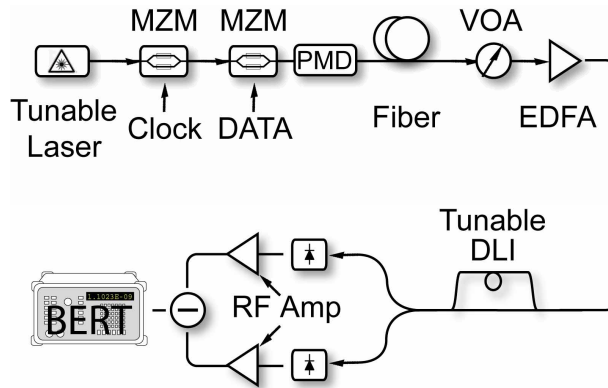 MZM
MZM
VOA
PMD
Tunable
Laser
Clock
DATA
Fiber
EDFA
Tunable
DLI
1.1023E-09
BERT
RF Amp